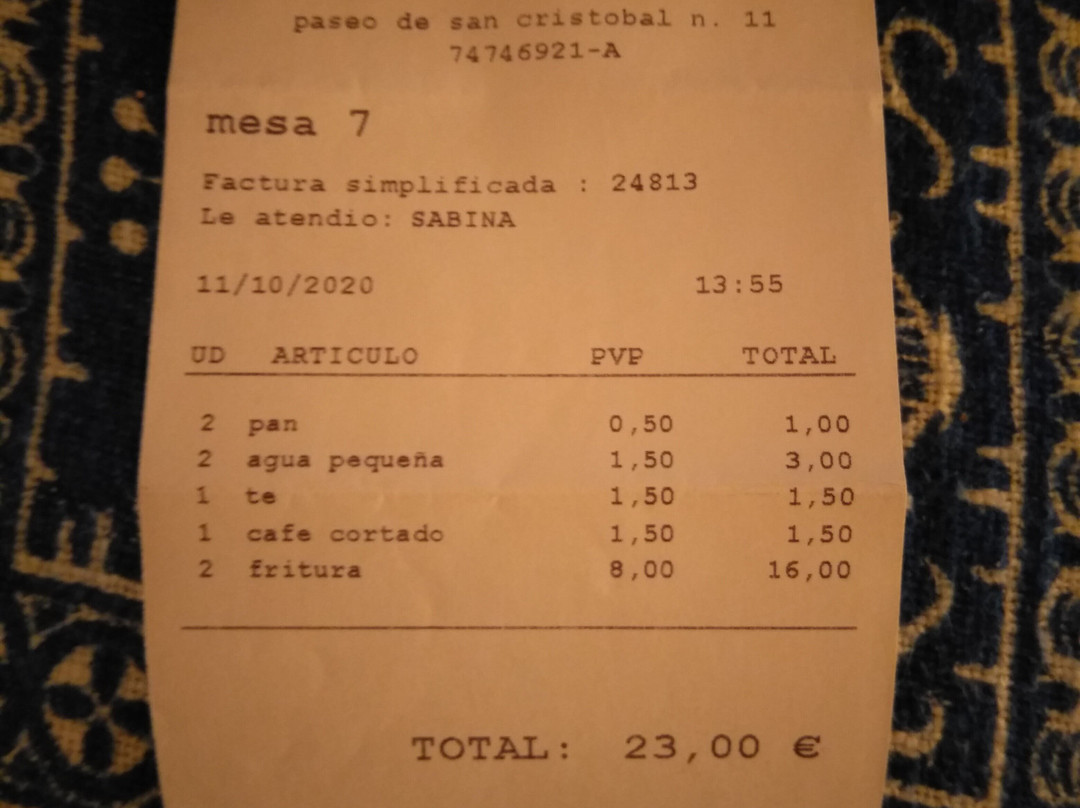 paseo de san cristobal n. 11
74746921-A
mesa 7
Factura simplificada : 24813
Le atendio: SABINA
11/10/2020 13:55
UD ARTICULO PVP TOTAL
2 pan 0,50 1,00
2 agua pequeña 1,50 3,00
1 te 1,50 1,50
1 cafe cortado 1,50 1,50
2 fritura 8,00 16,00
TOTAL: 23,00 €